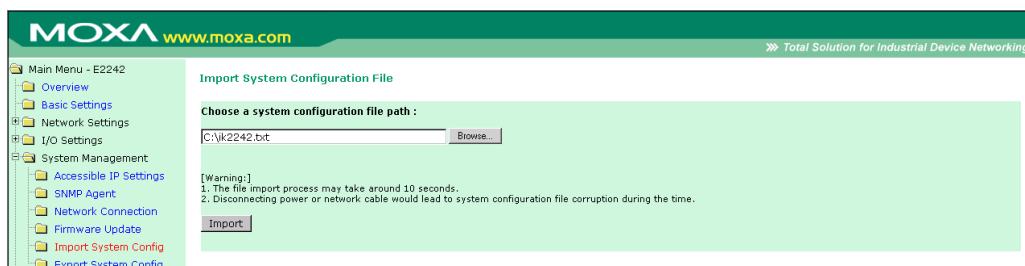 MOXA www.moxa.com
Total Solution for Industrial Device Networking
Main Menu - E2242
Overview
Basic Settings
Network Settings
I/O Settings
System Management
Accessible IP Settings
SNMP Agent
Network Connection
Firmware Update
Import System Config
Export System Config
Import System Configuration File
Choose a system configuration file path :
C:\ik2242.txt Browse...
[Warning:]
1. The file import process may take around 10 seconds.
2. Disconnecting power or network cable would lead to system configuration file corruption during the time.
Import